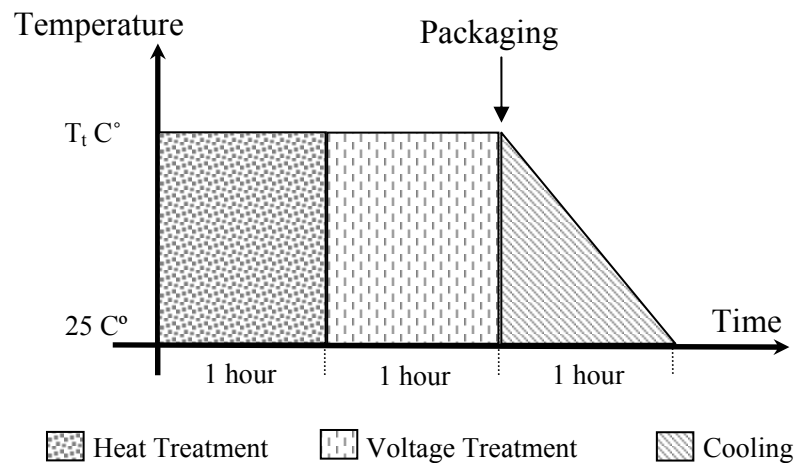 Temperature
Packaging
Tt C°
25 Cº
Time
1 hour 1 hour 1 hour
Heat Treatment Voltage Treatment Cooling